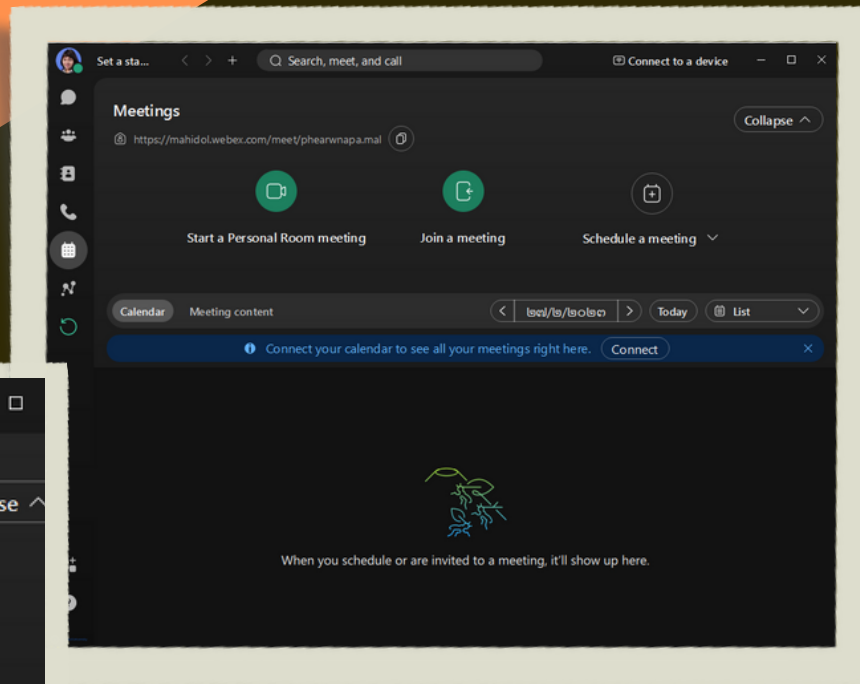 Set a sta...
Search, meet, and call
Connect to a device
Meetings
https://mahidol.webex.com/meet/phearwnapa.mal
Collapse
Start a Personal Room meeting
Join a meeting
Schedule a meeting
Calendar
Meeting content
๒๗/๒/๒๐๒๓
Today
List
Connect your calendar to see all your meetings right here.
Connect
se
When you schedule or are invited to a meeting, it'll show up here.